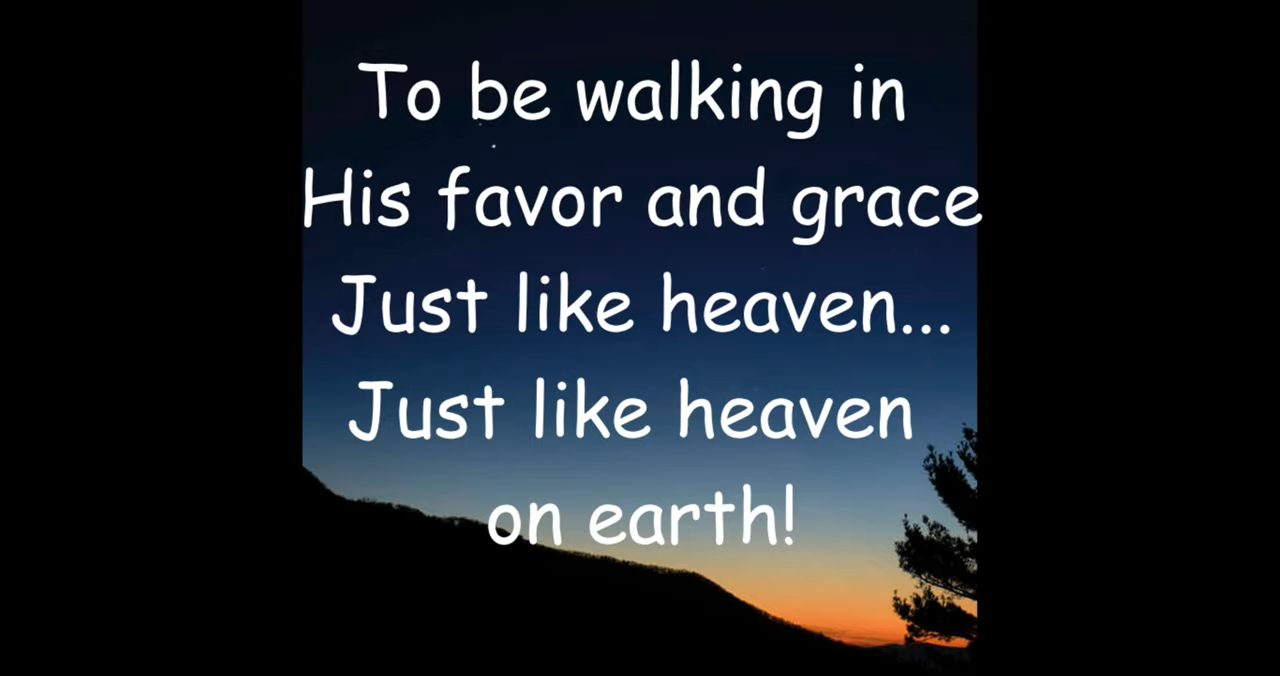 To be walking in
His favor and grace
Just like heaven...
Just like heaven
on earth!